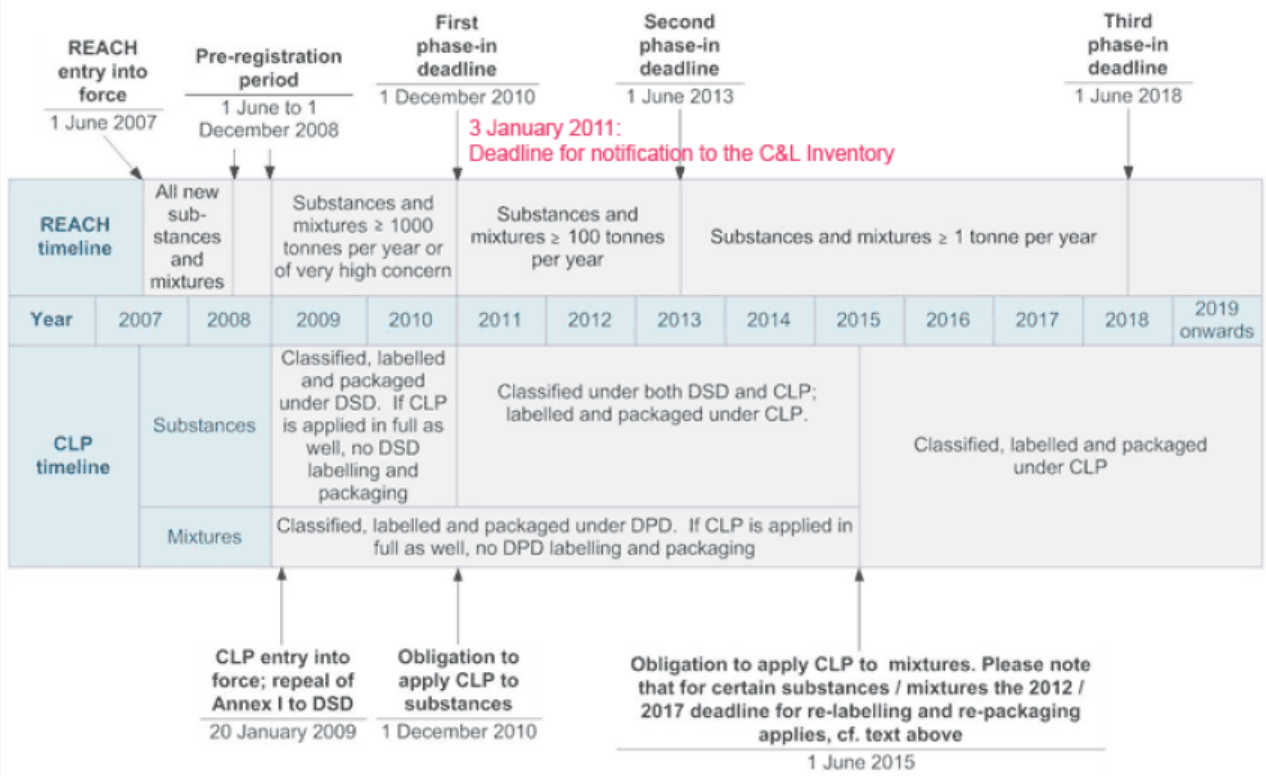 REACH
entry into
force
1 June 2007
Pre-registration
period
1 June to 1
December 2008
First
phase-in
deadline
1 December 2010
Second
phase-in
deadline
1 June 2013
Third
phase-in
deadline
1 June 2018
3 January 2011:
Deadline for notification to the C&L Inventory
REACH
timeline
All new
sub-
stances
and
mixtures
Substances and
mixtures ≥ 1000
tonnes per year or
of very high concern
Substances and
mixtures ≥ 100 tonnes
per year
Substances and mixtures ≥ 1 tonne per year
Year
2007
2008
2009
2010
2011
2012
2013
2014
2015
2016
2017
2018
2019
onwards
CLP
timeline
Substances
Classified, labelled
and packaged
under DSD. If CLP
is applied in full as
well, no DSD
labelling and
packaging
Classified under both DSD and CLP;
labelled and packaged under CLP.
Classified, labelled and packaged
under CLP
Mixtures
Classified, labelled and packaged under DPD. If CLP is applied in
full as well, no DPD labelling and packaging
CLP entry into
force; repeal of
Annex I to DSD
20 January 2009
Obligation to
apply CLP to
substances
1 December 2010
Obligation to apply CLP to mixtures. Please note
that for certain substances / mixtures the 2012 /
2017 deadline for re-labelling and re-packaging
applies, cf. text above
1 June 2015